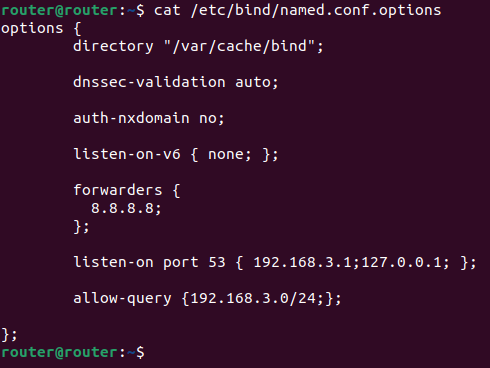 router@router:~$ cat /etc/bind/named.conf.options
options {
        directory "/var/cache/bind";

        dnssec-validation auto;

        auth-nxdomain no;

        listen-on-v6 { none; };

        forwarders {
          8.8.8.8;
        };

        listen-on port 53 { 192.168.3.1;127.0.0.1; };

        allow-query {192.168.3.0/24;};

};
router@router:~$